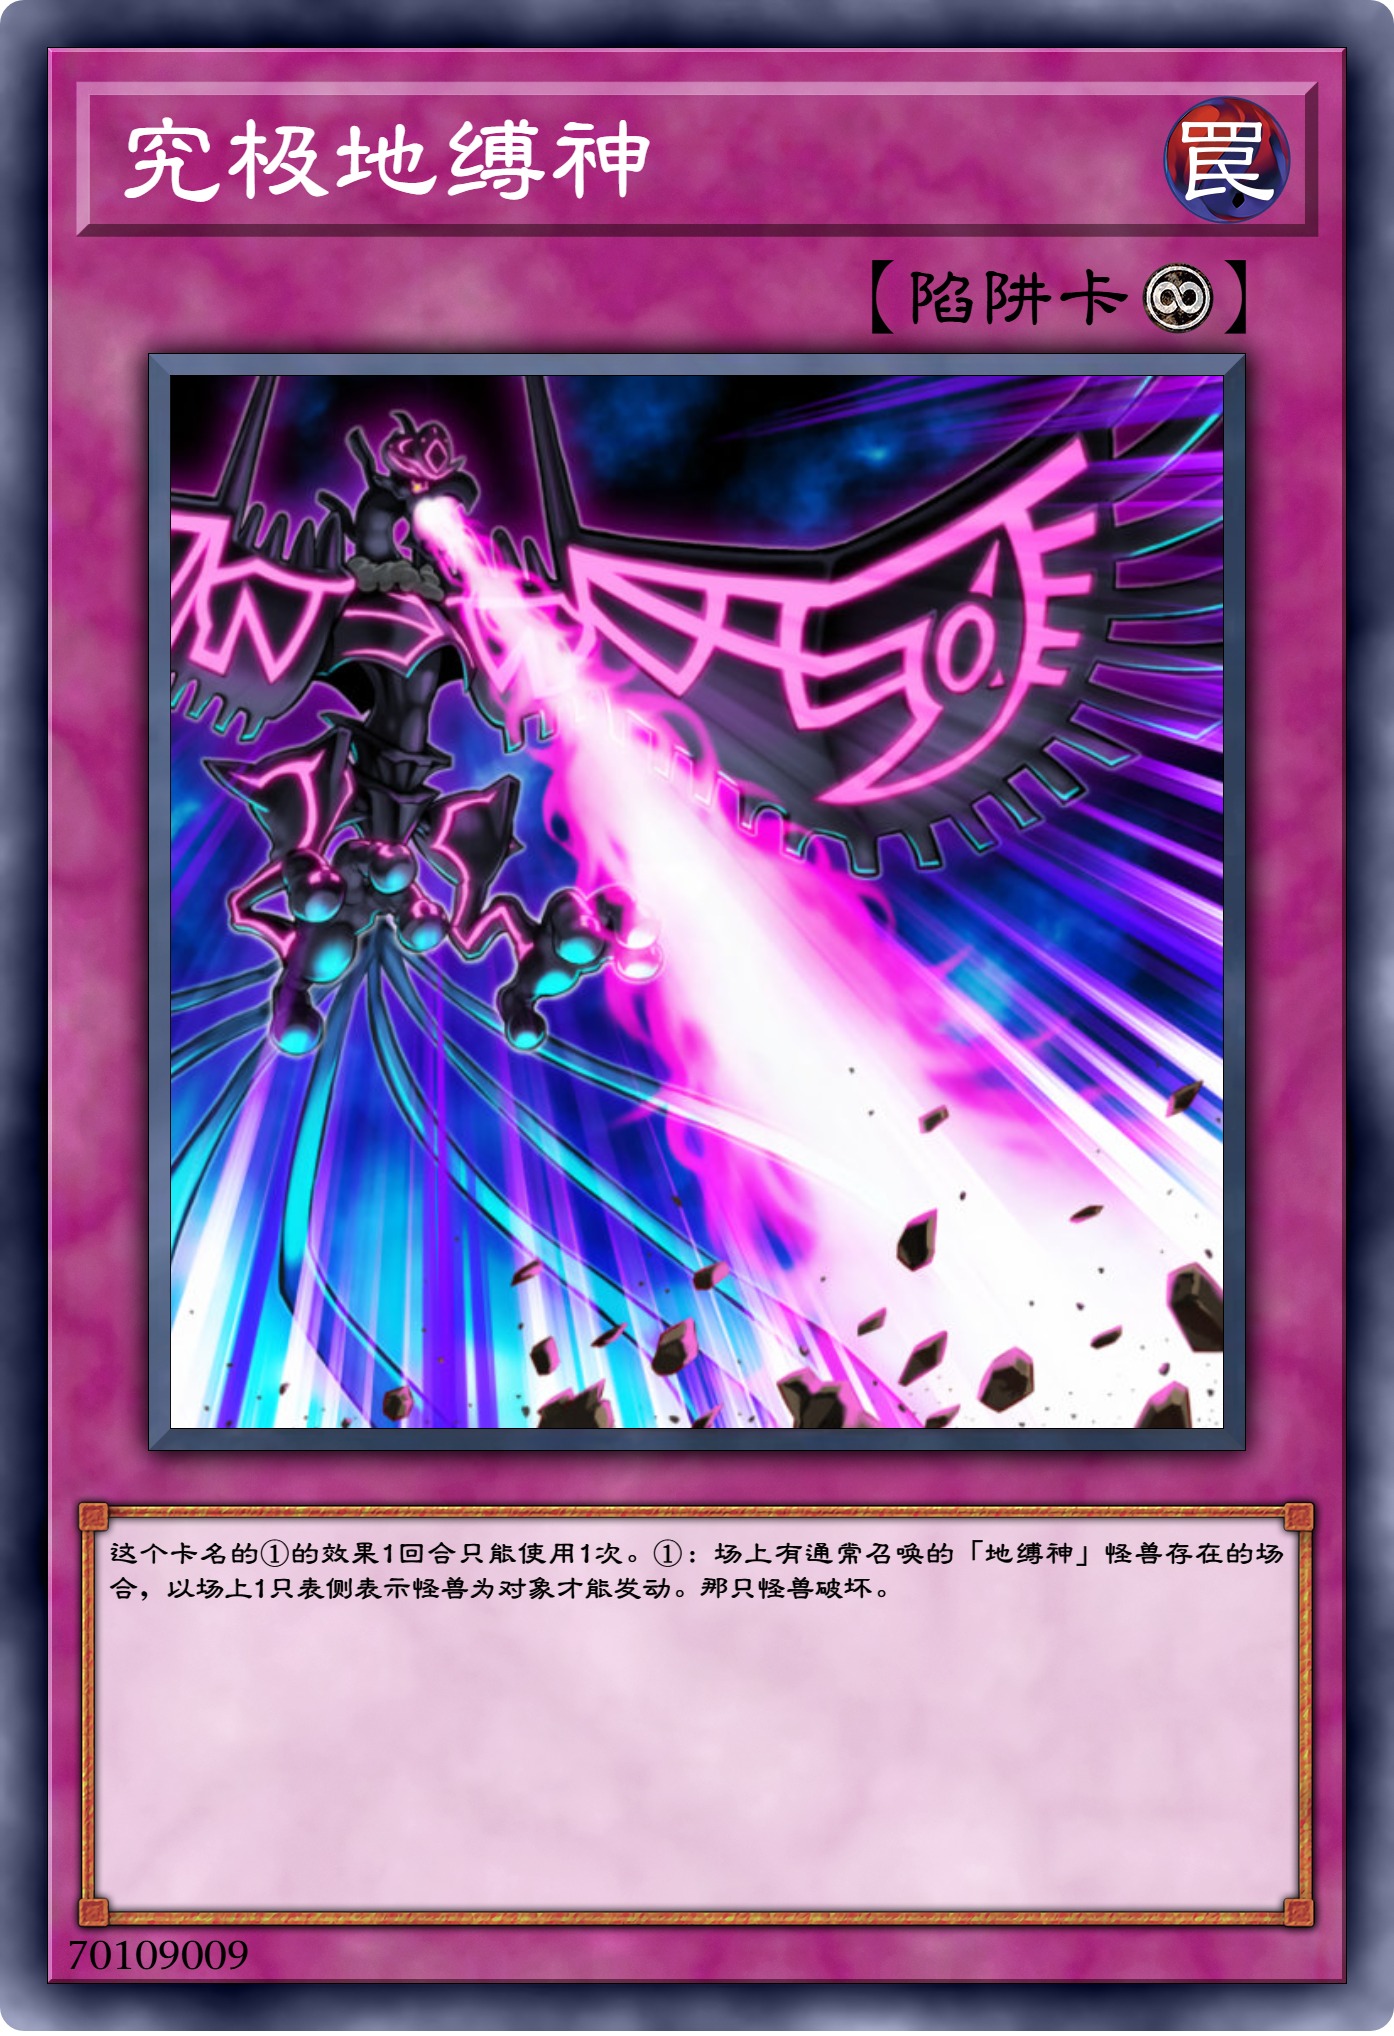 究极地缚神
罠
【陷阱卡】
这个卡名的①的效果1回合只能使用1次。①：场上有通常召唤的「地缚神」怪兽存在的场
合，以场上1只表侧表示怪兽为对象才能发动。那只怪兽破坏。
70109009